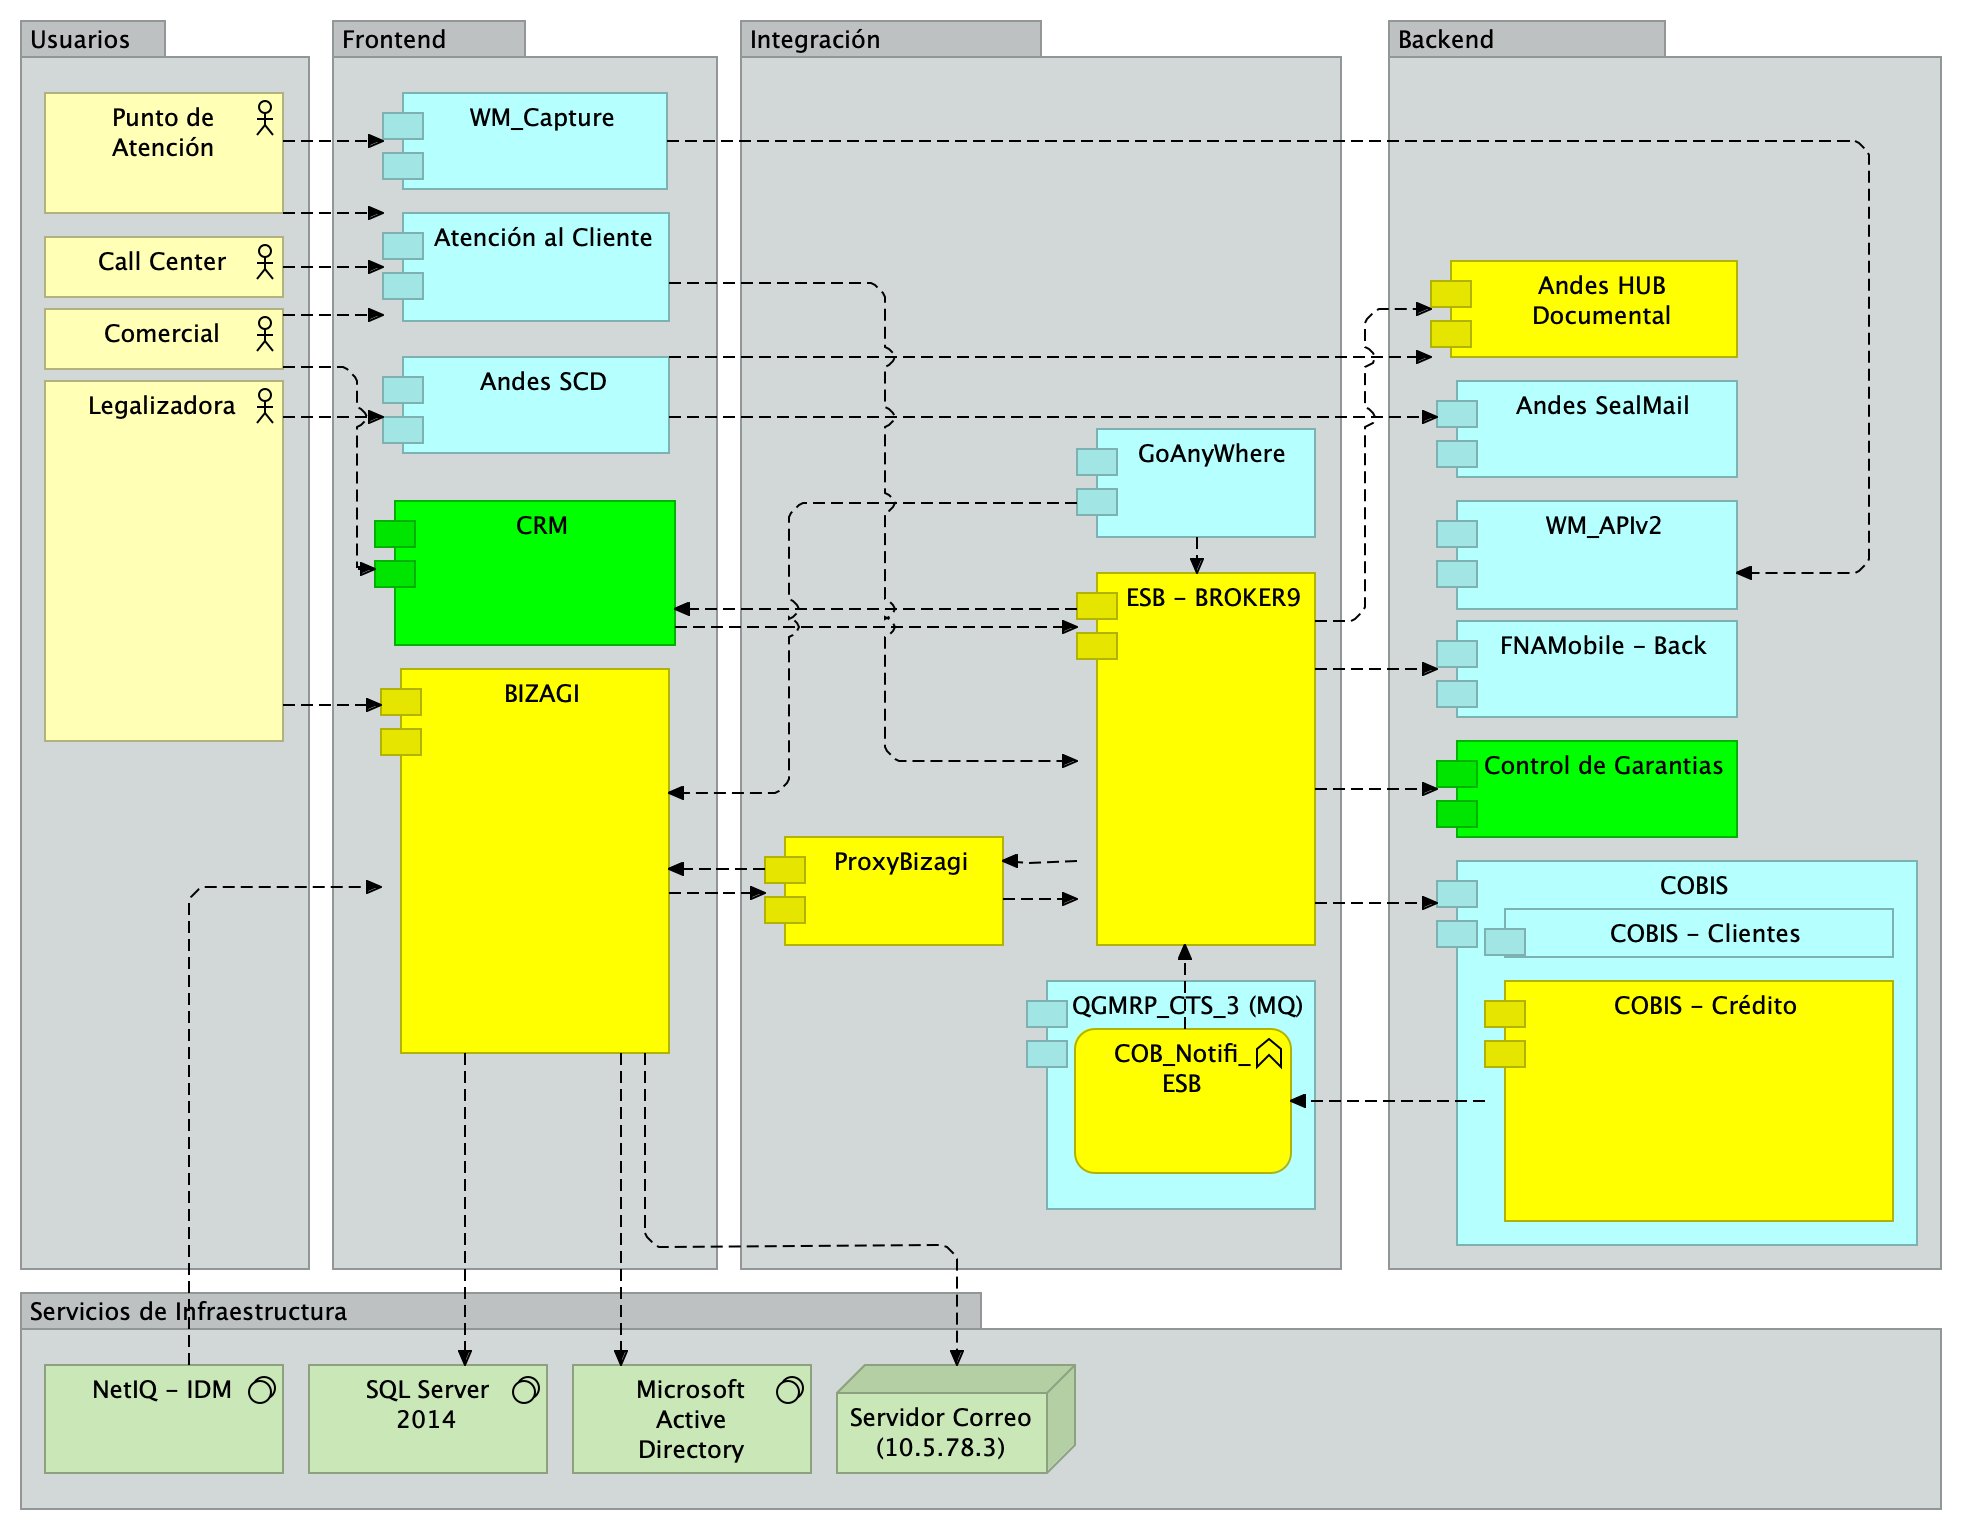 Usuarios
Punto de
Atención
Call Center
Comercial
Legalizadora
Frontend
WM_Capture
Atención al Cliente
Andes SCD
CRM
BIZAGI
Integración
GoAnyWhere
ESB - BROKER9
ProxyBizagi
QGMRP_CTS_3 (MQ)
COB_Notifi_
ESB
Backend
Andes HUB
Documental
Andes SealMail
WM_APIv2
FNAMobile - Back
Control de Garantias
COBIS
COBIS - Clientes
COBIS - Crédito
Servicios de Infraestructura
NetIQ - IDM
SQL Server
2014
Microsoft
Active
Directory
Servidor Correo
(10.5.78.3)